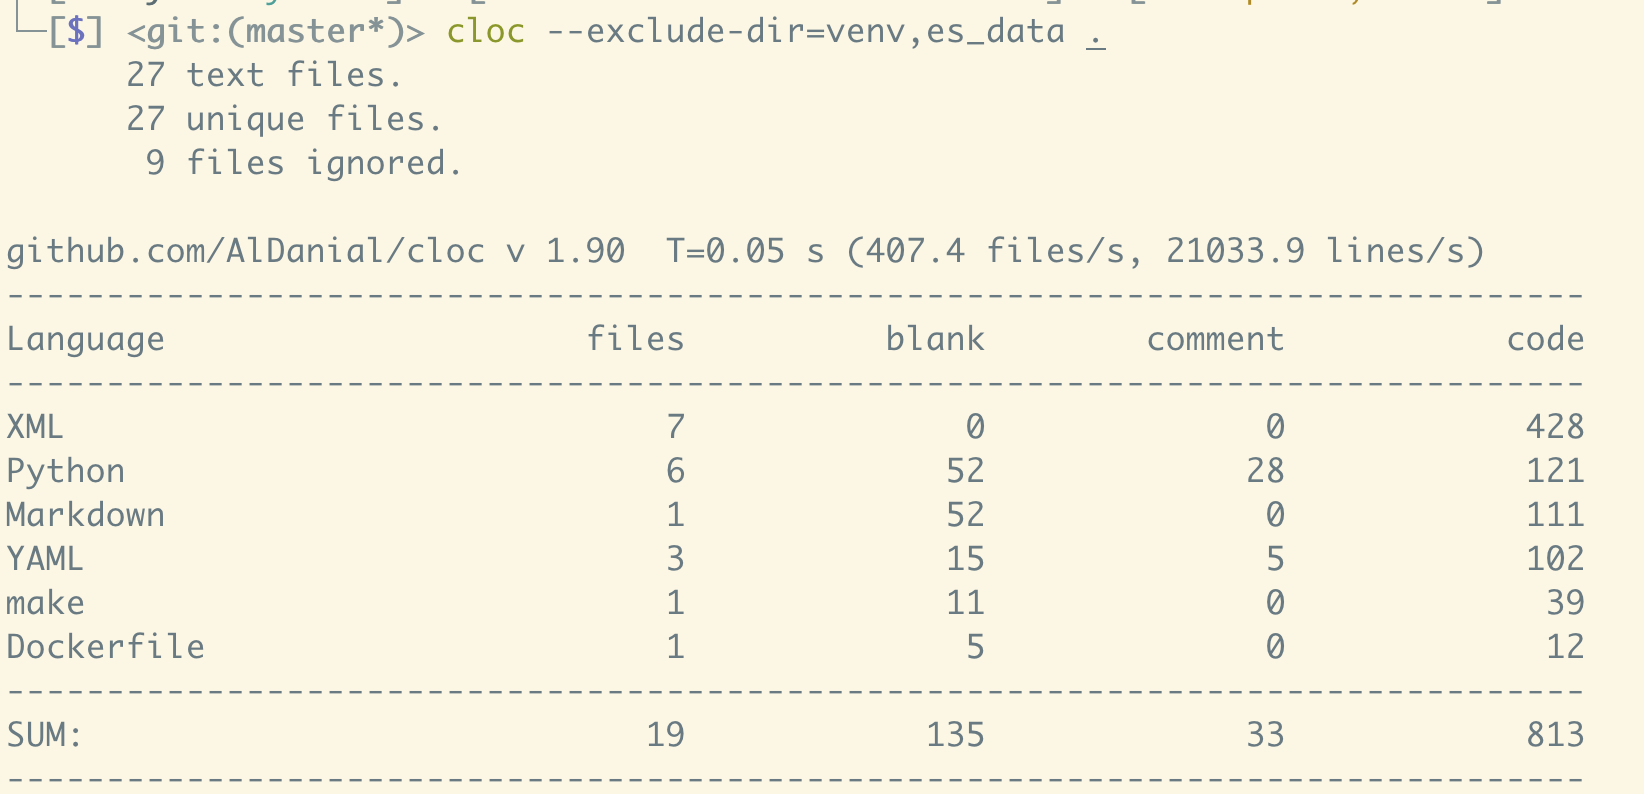 [$] <git:(master*)> cloc --exclude-dir=venv,es_data .
      27 text files.
      27 unique files.
       9 files ignored.

github.com/AlDanial/cloc v 1.90  T=0.05 s (407.4 files/s, 21033.9 lines/s)
-------------------------------------------------------------------------------
Language                     files          blank        comment           code
-------------------------------------------------------------------------------
XML                              7              0              0            428
Python                           6             52             28            121
Markdown                         1             52              0            111
YAML                             3             15              5            102
make                             1             11              0             39
Dockerfile                       1              5              0             12
-------------------------------------------------------------------------------
SUM:                            19            135             33            813
-------------------------------------------------------------------------------